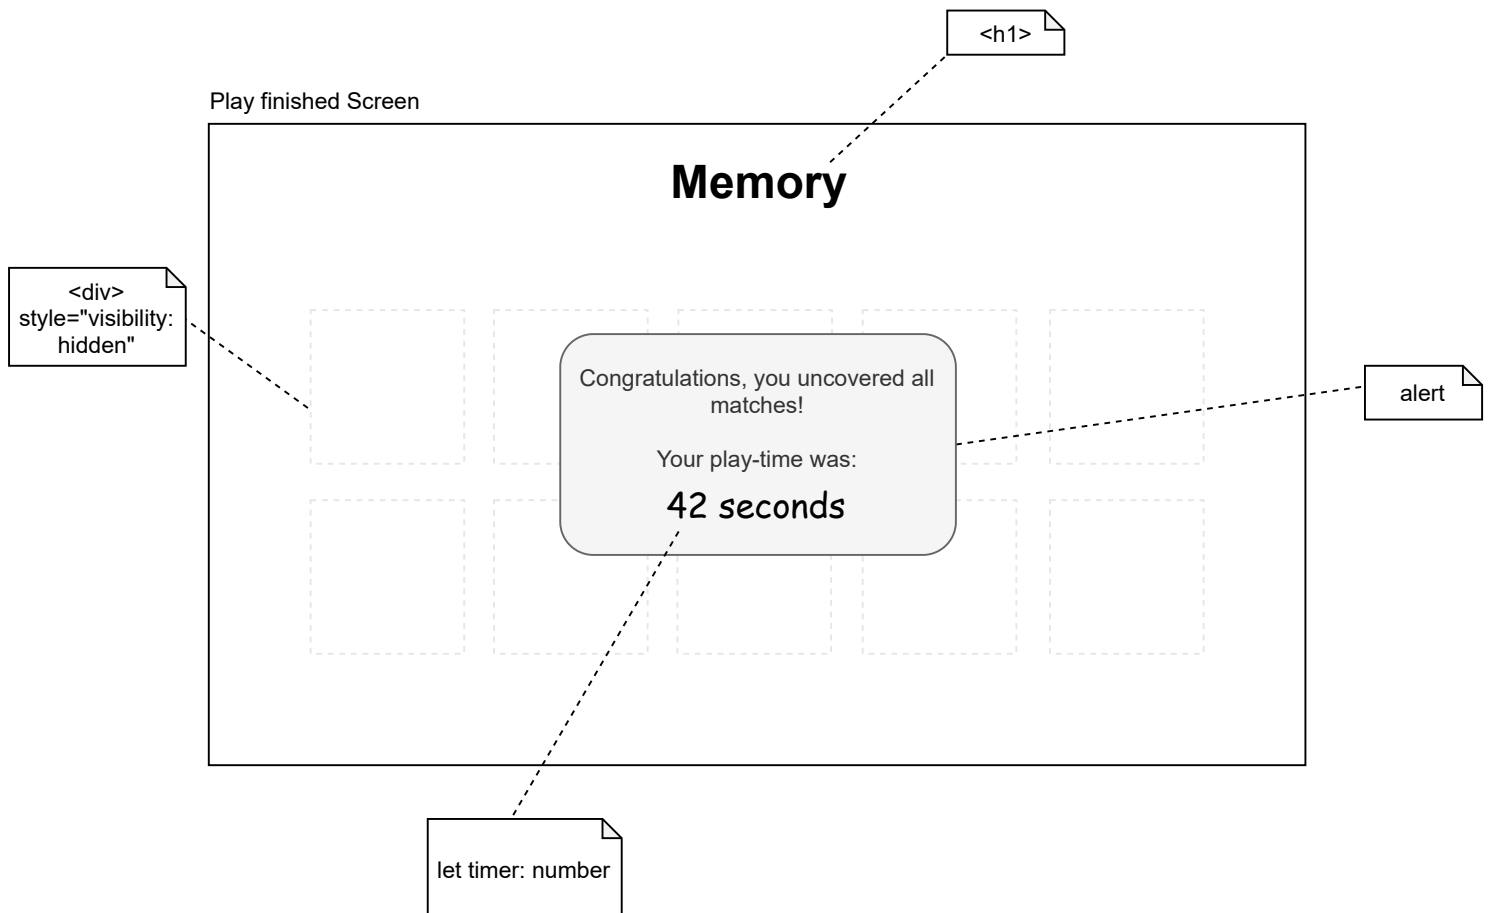 <h1>
Play finished Screen
Memory
<div>
style="visibility:
hidden"
Congratulations, you uncovered all
matches!
alert
Your play-time was:
42 seconds
let timer: number